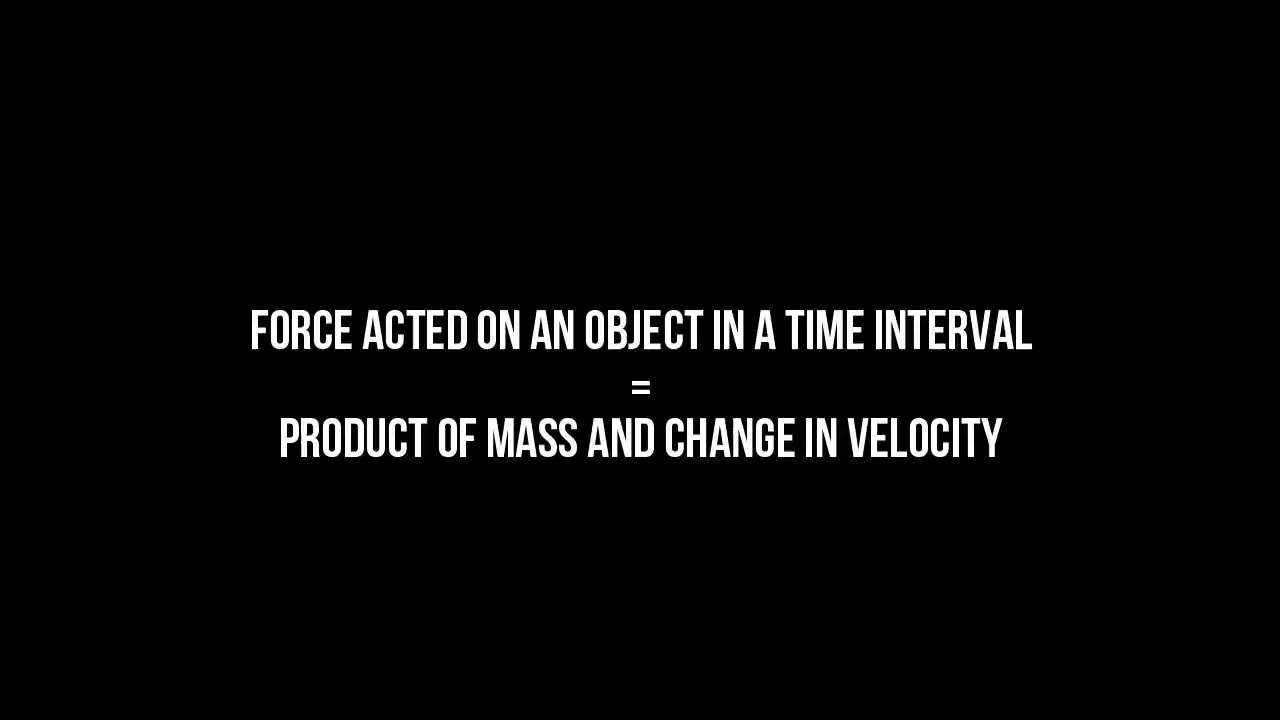 FORCE ACTED ON AN OBJECT IN A TIME INTERVAL
=
PRODUCT OF MASS AND CHANGE IN VELOCITY